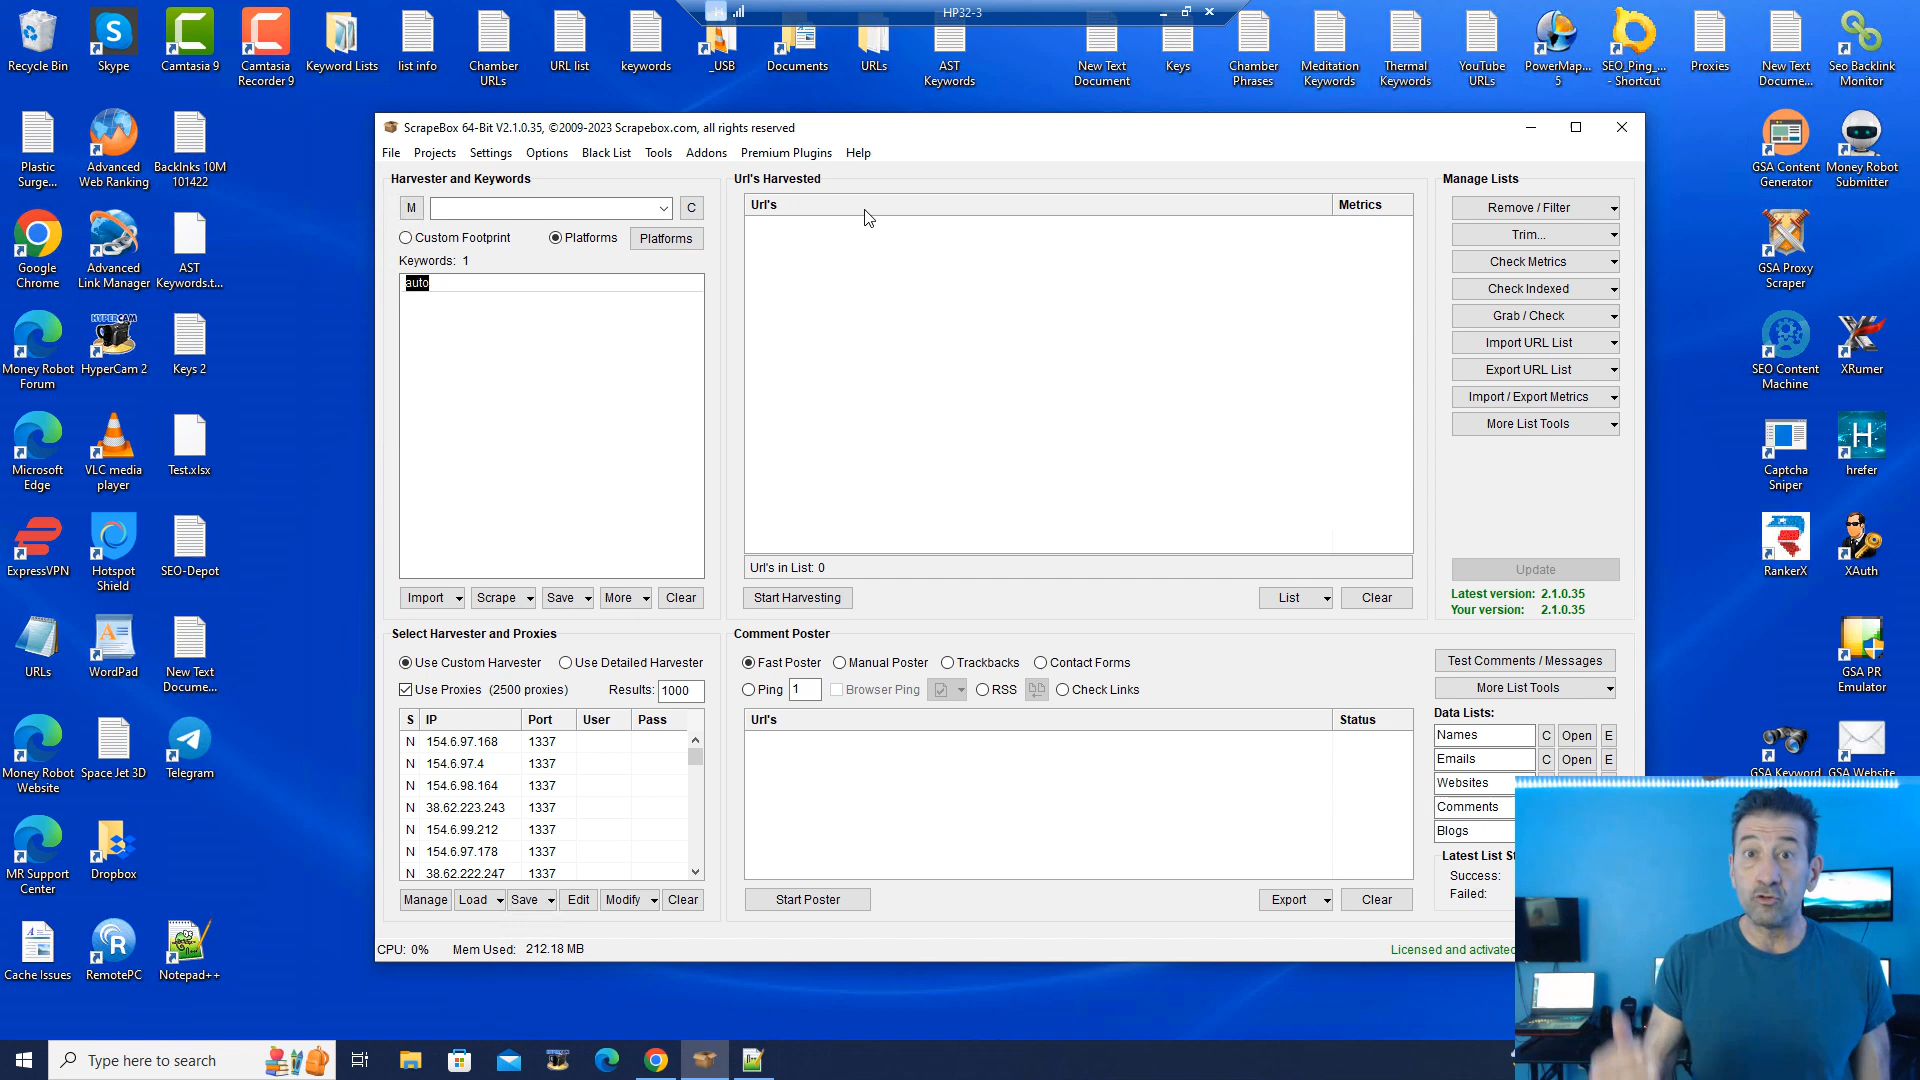 HP32-3
Recycle Bin
Skype
Camtasia 9
Camtasia
Recorder 9
Keyword Lists
list info
Chamber
URLs
URL list
keywords
_USB
Documents
URLs
AST
Keywords
New Text
Document
Keys
Chamber
Phrases
Meditation
Keywords
Thermal
Keywords
YouTube
URLs
PowerMap...
5
SEO_Ping_...
- Shortcut
Proxies
New Text
Docume...
Seo Backlink
Monitor
Plastic
Surge...
Advanced
Web Ranking
Backlnks 10M
101422
Google
Chrome
Advanced
Link Manager
AST
Keywords.t...
Money Robot
Forum
HyperCam 2
Keys 2
Microsoft
Edge
VLC media
player
Test.xlsx
ExpressVPN
Hotspot
Shield
SEO-Depot
URLs
WordPad
New Text
Docume...
Money Robot
Website
Space Jet 3D
Telegram
MR Support
Center
Dropbox
Cache Issues
RemotePC
Notepad++
ScrapeBox 64-Bit V2.1.0.35, ©2009-2023 Scrapebox.com, all rights reserved
File Projects Settings Options Black List Tools Addons Premium Plugins Help
Harvester and Keywords
M
C
Custom Footprint Platforms Platforms
Keywords: 1
auto
Import Scrape Save More Clear
Url's Harvested
Url's Metrics
Url's in List: 0
Start Harvesting List Clear
Manage Lists
Remove / Filter
Trim...
Check Metrics
Check Indexed
Grab / Check
Import URL List
Export URL List
Import / Export Metrics
More List Tools
Update
Latest version: 2.1.0.35
Your version: 2.1.0.35
Select Harvester and Proxies
Use Custom Harvester Use Detailed Harvester
Use Proxies (2500 proxies) Results: 1000
S IP Port User Pass
N 154.6.97.168 1337
N 154.6.97.4 1337
N 154.6.98.164 1337
N 38.62.223.243 1337
N 154.6.99.212 1337
N 154.6.97.178 1337
N 38.62.222.247 1337
Manage Load Save Edit Modify Clear
Comment Poster
Fast Poster Manual Poster Trackbacks Contact Forms
Ping 1 Browser Ping RSS Check Links
Url's Status
Start Poster Export Clear
Test Comments / Messages
More List Tools
Data Lists:
Names C Open E
Emails C Open E
Websites
Comments
Blogs
Latest List St
Success:
Failed:
CPU: 0% Mem Used: 212.18 MB
Licensed and activated
GSA Content
Generator
Money Robot
Submitter
GSA Proxy
Scraper
SEO Content
Machine
XRumer
Captcha
Sniper
hrefer
RankerX
XAuth
GSA PR
Emulator
GSA Keyword
GSA Website
HYPERCAM
H
Type here to search